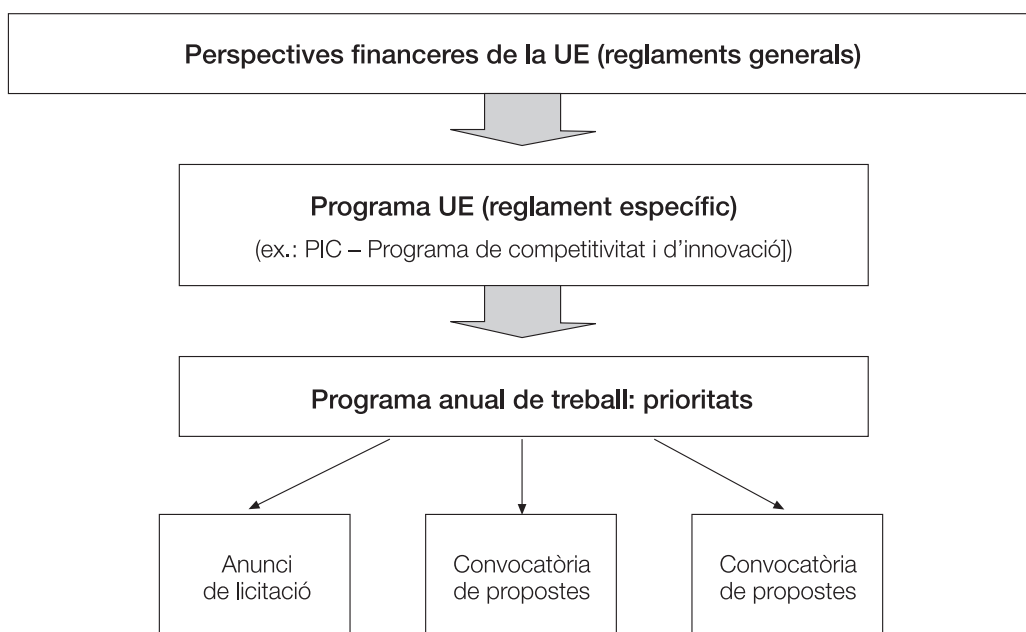 Perspectives financeres de la UE (reglaments generals)
Programa UE (reglament específic)
(ex.: PIC – Programa de competitivitat i d'innovació])
Programa anual de treball: prioritats
Anunci
de licitació
Convocatòria
de propostes
Convocatòria
de propostes